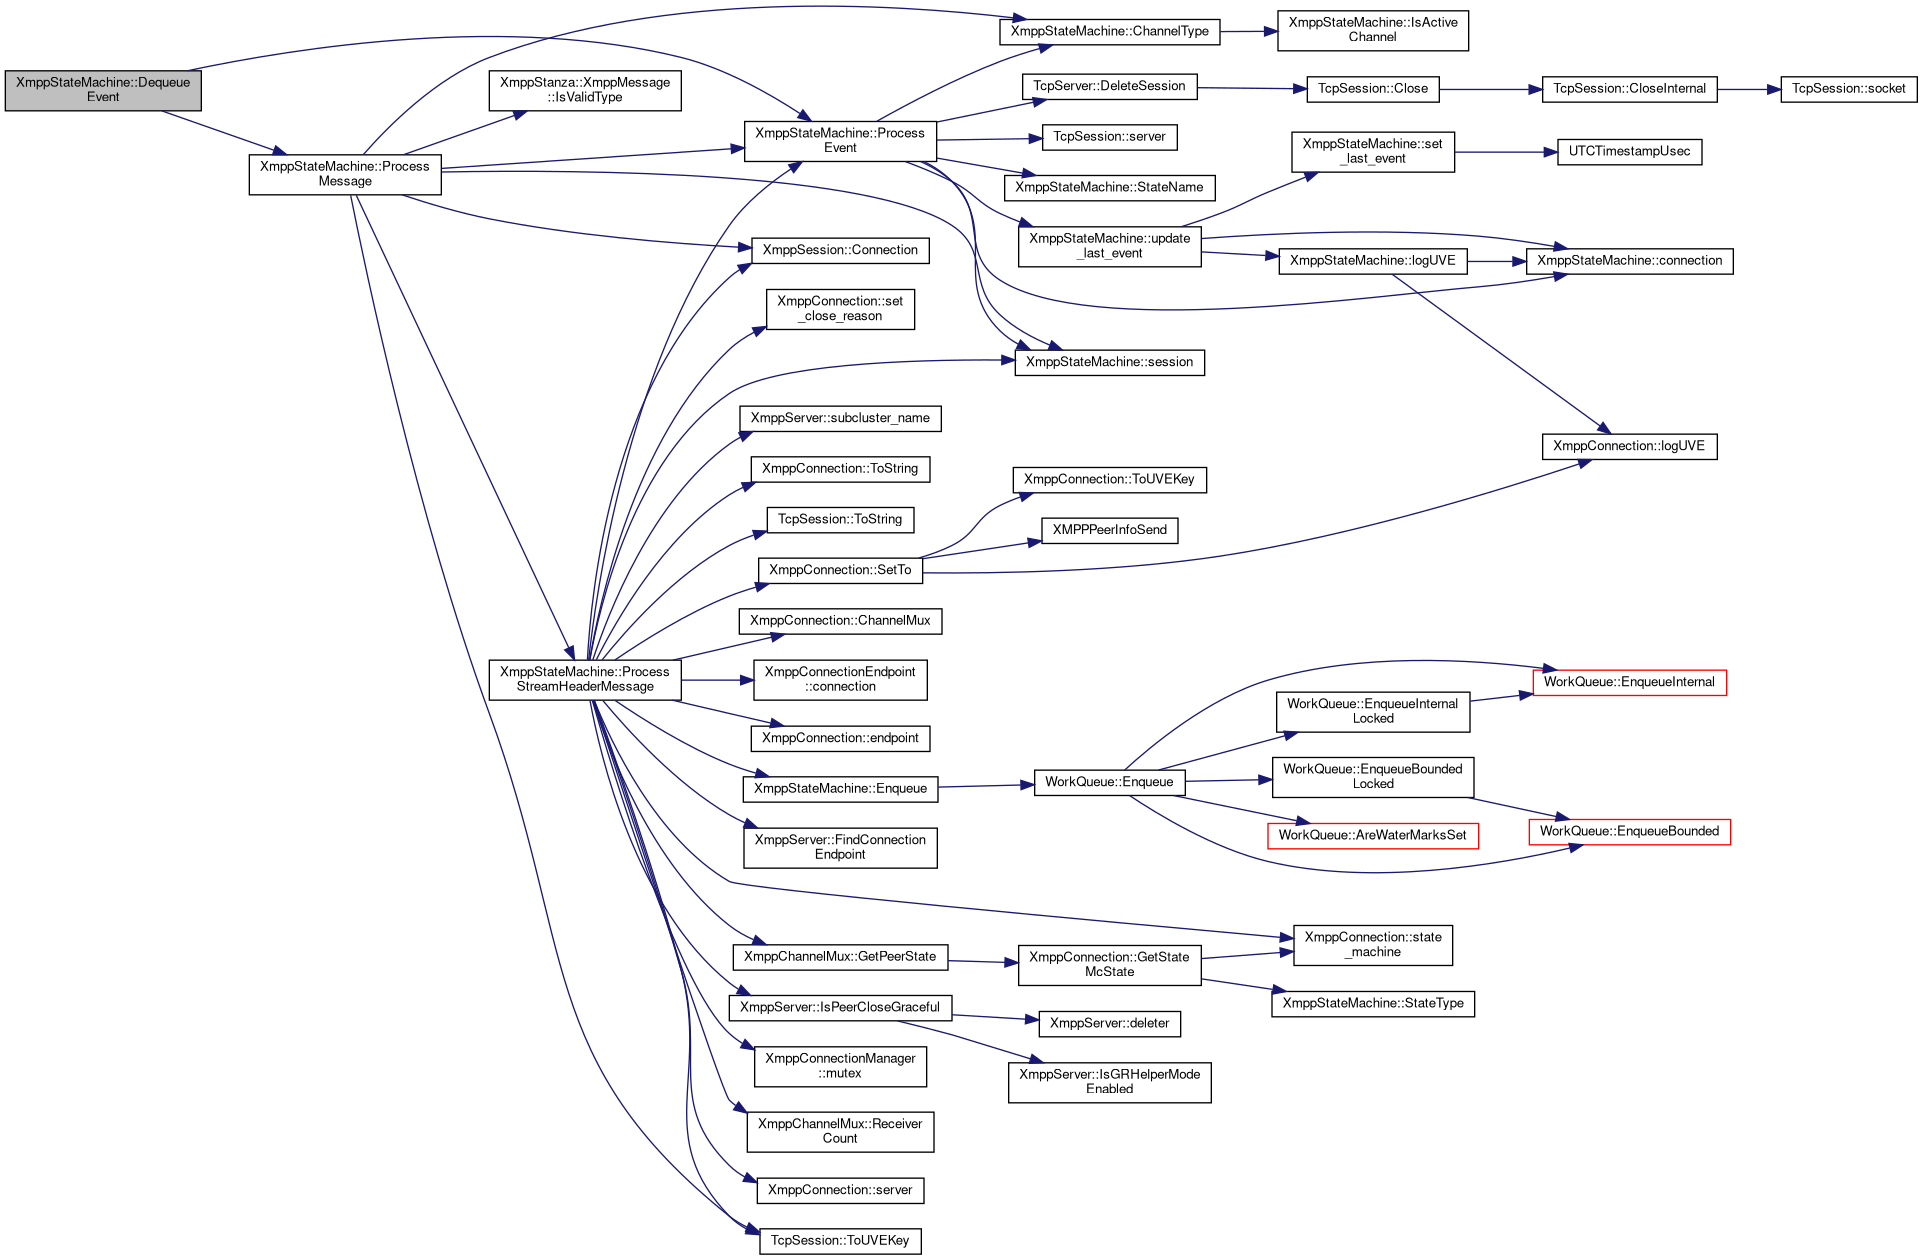 XmppStateMachine::Dequeue
Event
XmppStateMachine::Process
Message
XmppStanza::XmppMessage
::IsValidType
XmppStateMachine::Process
StreamHeaderMessage
XmppStateMachine::Process
Event
XmppSession::Connection
XmppConnection::set
_close_reason
XmppServer::subcluster_name
XmppConnection::ToString
TcpSession::ToString
XmppConnection::SetTo
XmppConnection::ChannelMux
XmppConnectionEndpoint
::connection
XmppConnection::endpoint
XmppStateMachine::Enqueue
XmppServer::FindConnection
Endpoint
XmppChannelMux::GetPeerState
XmppServer::IsPeerCloseGraceful
XmppConnectionManager
::mutex
XmppChannelMux::Receiver
Count
XmppConnection::server
TcpSession::ToUVEKey
XmppStateMachine::ChannelType
TcpServer::DeleteSession
TcpSession::server
XmppStateMachine::StateName
XmppStateMachine::update
_last_event
XmppStateMachine::session
XmppConnection::ToUVEKey
XMPPPeerInfoSend
WorkQueue::Enqueue
XmppConnection::GetState
McState
XmppServer::deleter
XmppServer::IsGRHelperMode
Enabled
XmppStateMachine::IsActive
Channel
TcpSession::Close
XmppStateMachine::set
_last_event
XmppStateMachine::logUVE
WorkQueue::EnqueueInternal
Locked
WorkQueue::EnqueueBounded
Locked
WorkQueue::AreWaterMarksSet
XmppConnection::state
_machine
XmppStateMachine::StateType
TcpSession::CloseInternal
UTCTimestampUsec
XmppStateMachine::connection
XmppConnection::logUVE
WorkQueue::EnqueueInternal
WorkQueue::EnqueueBounded
TcpSession::socket